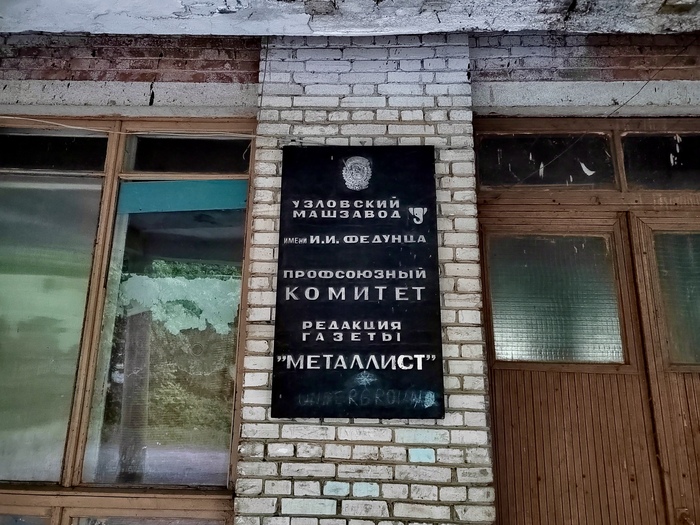 УЗЛОВСКИЙ
МАШЗАВОД
ИМЕНИ И.И. ФЕДУНЦА
ПРОФСОЮЗНЫЙ
КОМИТЕТ
РЕДАКЦИЯ
ГАЗЕТЫ
"МЕТАЛЛИСТ"